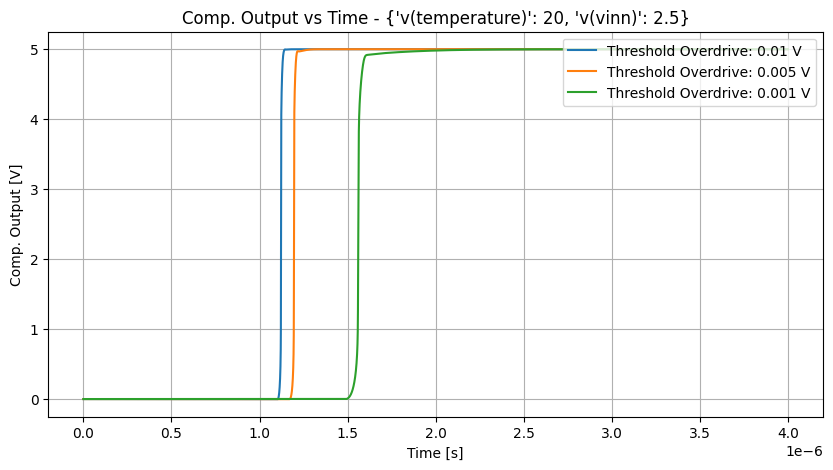 Comp. Output vs Time - {'v(temperature)': 20, 'v(vinn)': 2.5}
Threshold Overdrive: 0.01 V
Threshold Overdrive: 0.005 V
Threshold Overdrive: 0.001 V
Comp. Output [V]
5
4
3
2
1
0
0.0 0.5 1.0 1.5 2.0 2.5 3.0 3.5 4.0
1e−6
Time [s]